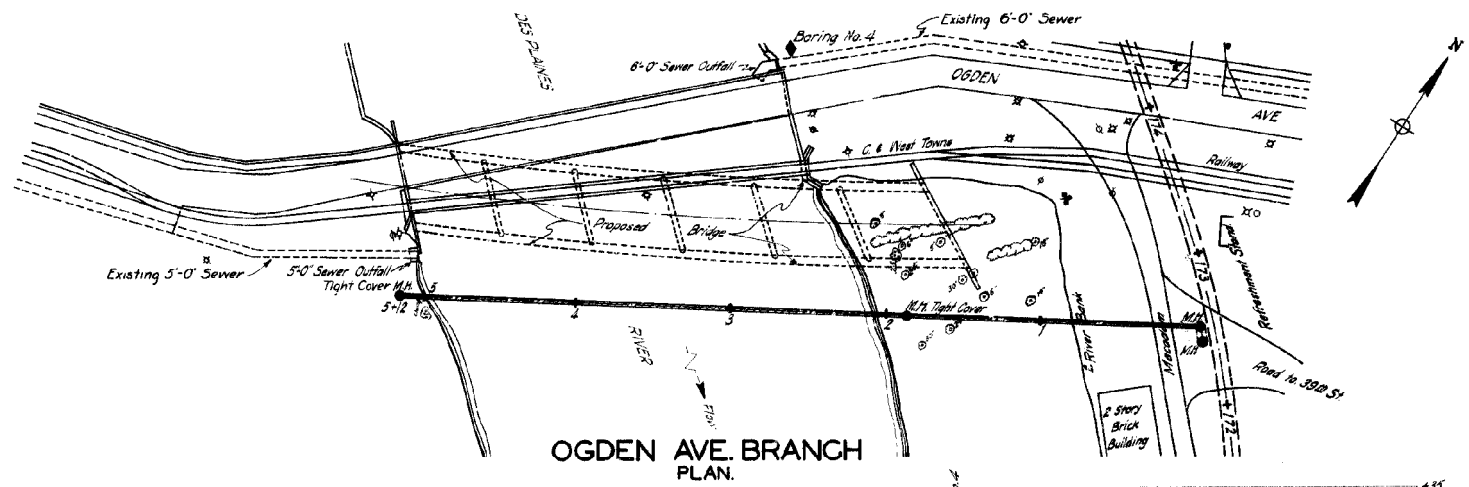 DES PLAINES
Boring No. 4
Existing 6'-0" Sewer
N
6'-0" Sewer Outfall
OGDEN
AVE
C. & West Towns
Railway
Proposed
Bridge
Existing 5'-0" Sewer
5'-0" Sewer Outfall
Tight Cover M.H.
5+12
5
4
3
2
M.H. Tight Cover
M.H.
M.H.
River Bank
Macadam
Refreshment Stand
+173
+172
Road to 39th St.
RIVER
Flow
2 Story
Brick
Building
OGDEN AVE. BRANCH
PLAN.